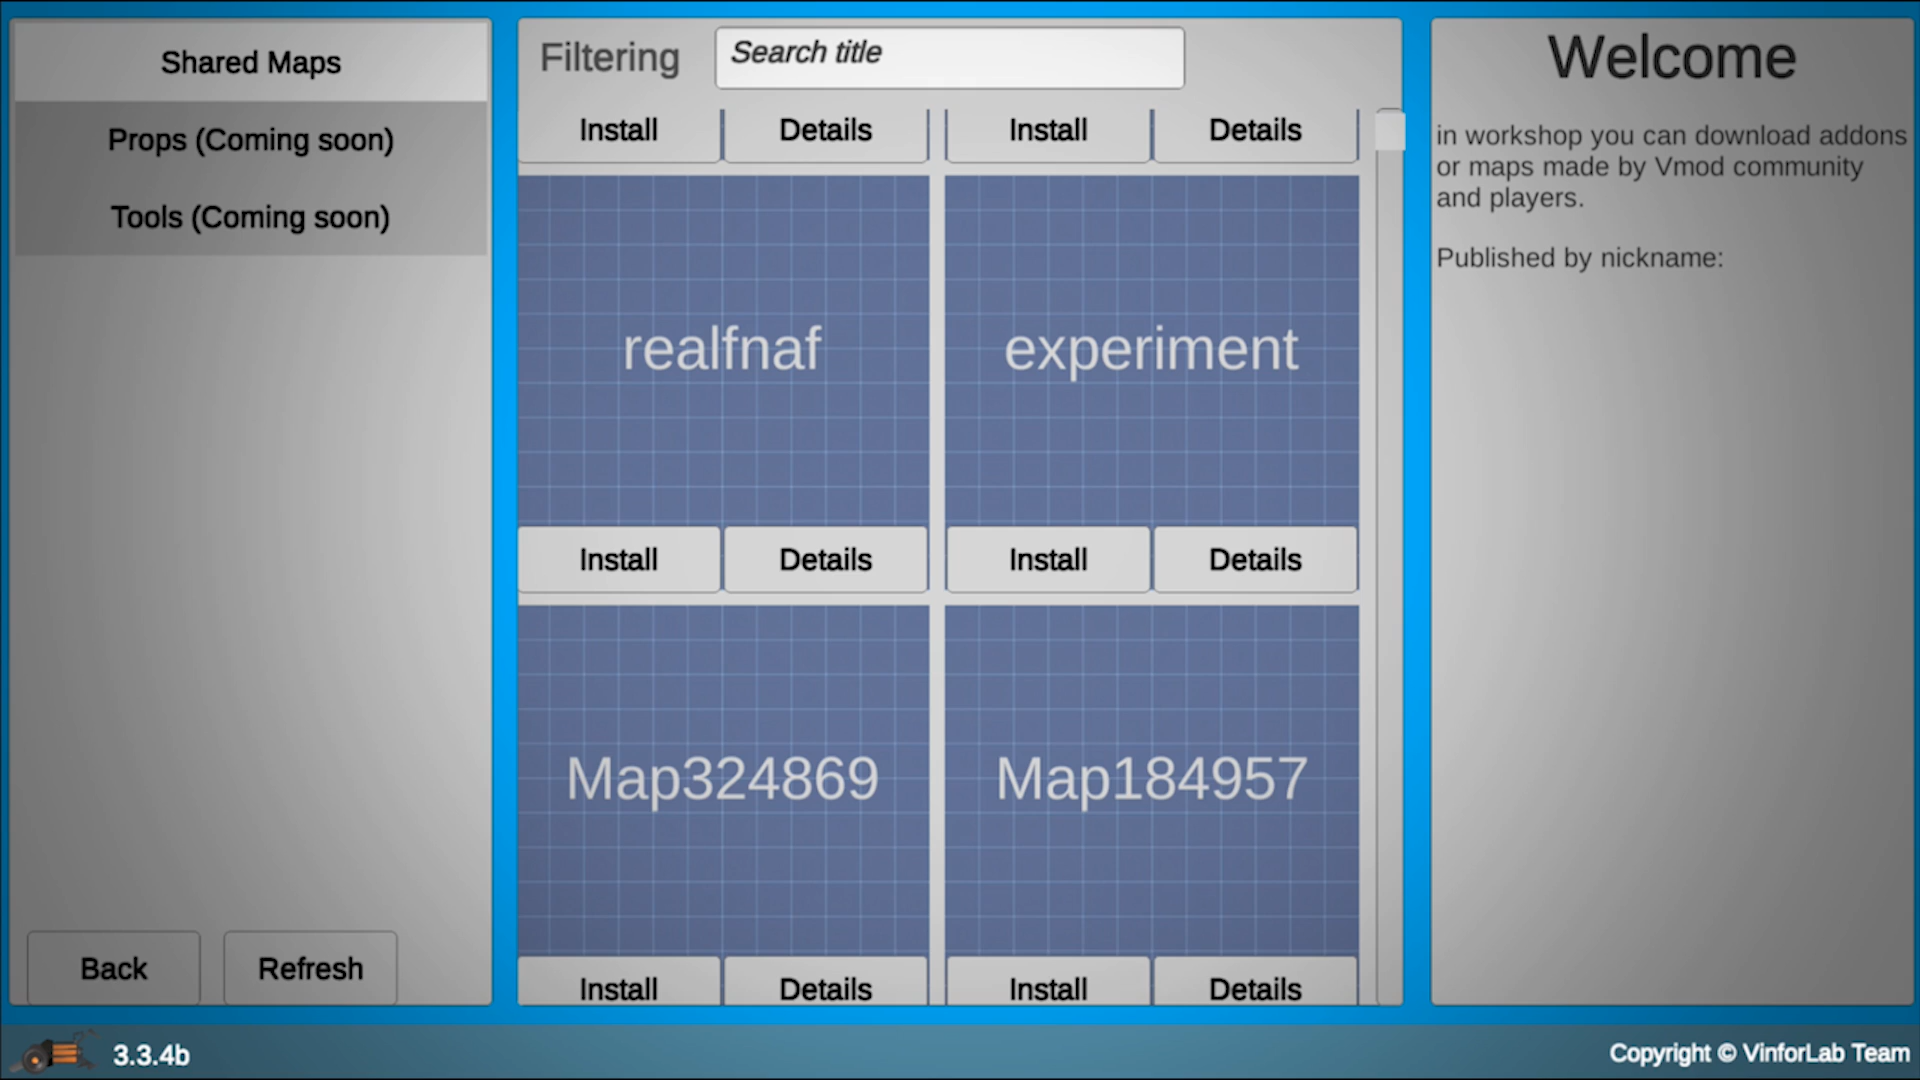 Shared Maps
Props (Coming soon)
Tools (Coming soon)
Back
Refresh
Filtering
Search title
Install
Details
Install
Details
realfnaf
experiment
Install
Details
Install
Details
Map324869
Map184957
Install
Details
Install
Details
Welcome
in workshop you can download addons
or maps made by Vmod community
and players.
Published by nickname:
3.3.4b
Copyright © VinforLab Team